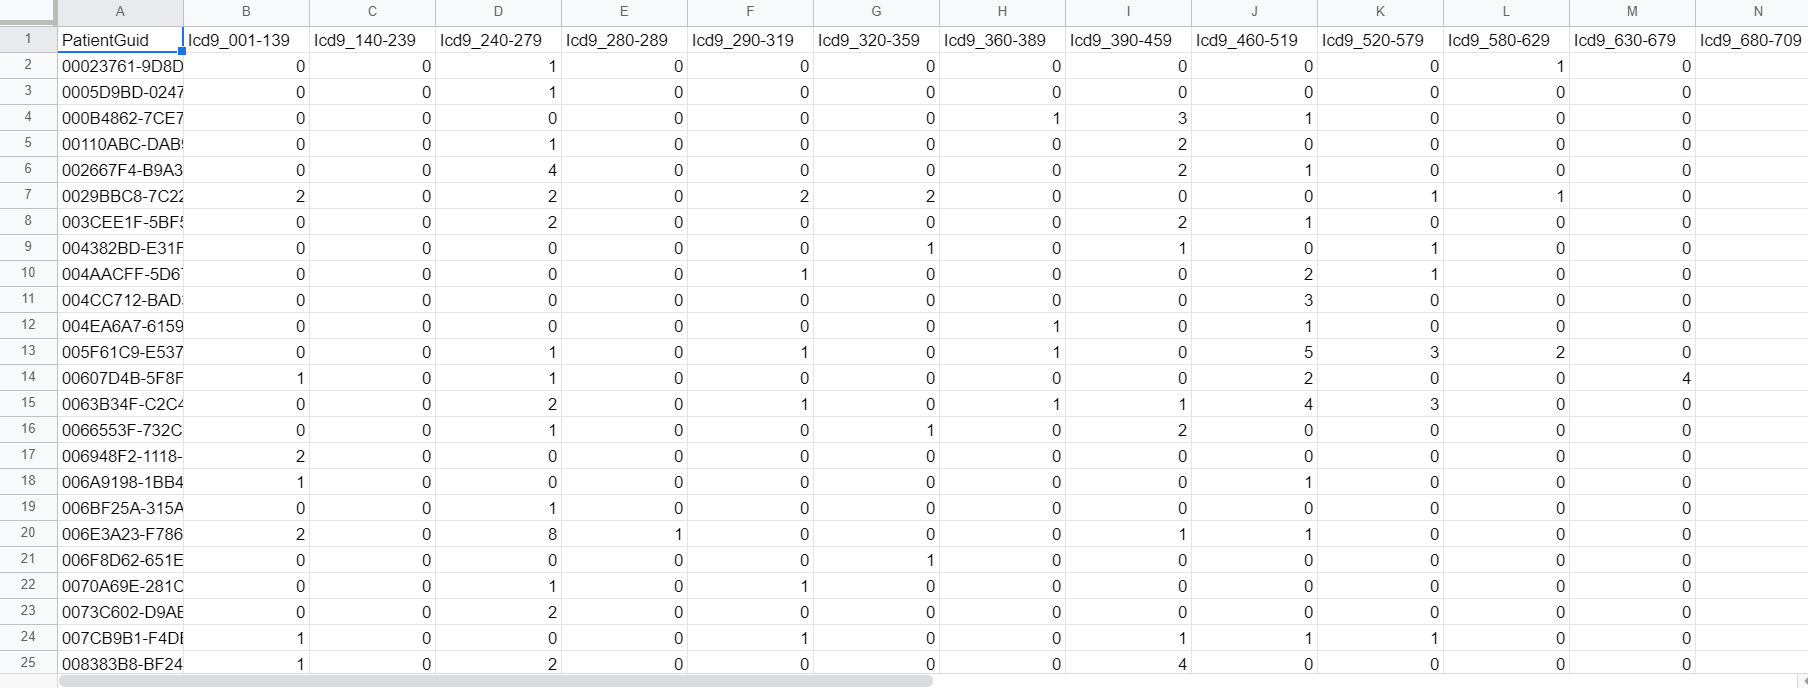 A B C D E F G H I J K L M N
1 PatientGuid Icd9_001-139 Icd9_140-239 Icd9_240-279 Icd9_280-289 Icd9_290-319 Icd9_320-359 Icd9_360-389 Icd9_390-459 Icd9_460-519 Icd9_520-579 Icd9_580-629 Icd9_630-679 Icd9_680-709
2 00023761-9D8D 0 0 1 0 0 0 0 0 0 0 1 0
3 0005D9BD-0247 0 0 1 0 0 0 0 0 0 0 0 0
4 000B4862-7CE7 0 0 0 0 0 0 1 3 1 0 0 0
5 00110ABC-DAB 0 0 1 0 0 0 0 2 0 0 0 0
6 002667F4-B9A3 0 0 4 0 0 0 0 2 1 0 0 0
7 0029BBC8-7C22 2 0 2 0 2 2 0 0 0 1 1 0
8 003CEE1F-5BF 0 0 2 0 0 0 0 2 1 0 0 0
9 004382BD-E31F 0 0 0 0 0 1 0 1 0 1 0 0
10 004AACFF-5D6 0 0 0 0 1 0 0 0 2 1 0 0
11 004CC712-BAD 0 0 0 0 0 0 0 0 3 0 0 0
12 004EA6A7-6159 0 0 0 0 0 0 1 0 1 0 0 0
13 005F61C9-E537 0 0 1 0 1 0 1 0 5 3 2 0
14 00607D4B-5F8F 1 0 1 0 0 0 0 0 2 0 0 4
15 0063B34F-C2C4 0 0 2 0 1 0 1 1 4 3 0 0
16 0066553F-732C 0 0 1 0 0 1 0 2 0 0 0 0
17 006948F2-1118- 2 0 0 0 0 0 0 0 0 0 0 0
18 006A9198-1BB4 1 0 0 0 0 0 0 0 1 0 0 0
19 006BF25A-315A 0 0 1 0 0 0 0 0 0 0 0 0
20 006E3A23-F786 2 0 8 1 0 0 0 1 1 0 0 0
21 006F8D62-651E 0 0 0 0 0 1 0 0 0 0 0 0
22 0070A69E-281C 0 0 1 0 1 0 0 0 0 0 0 0
23 0073C602-D9AE 0 0 2 0 0 0 0 0 0 0 0 0
24 007CB9B1-F4D 1 0 0 0 1 0 0 1 1 1 0 0
25 008383B8-BF24 1 0 2 0 0 0 0 4 0 0 0 0